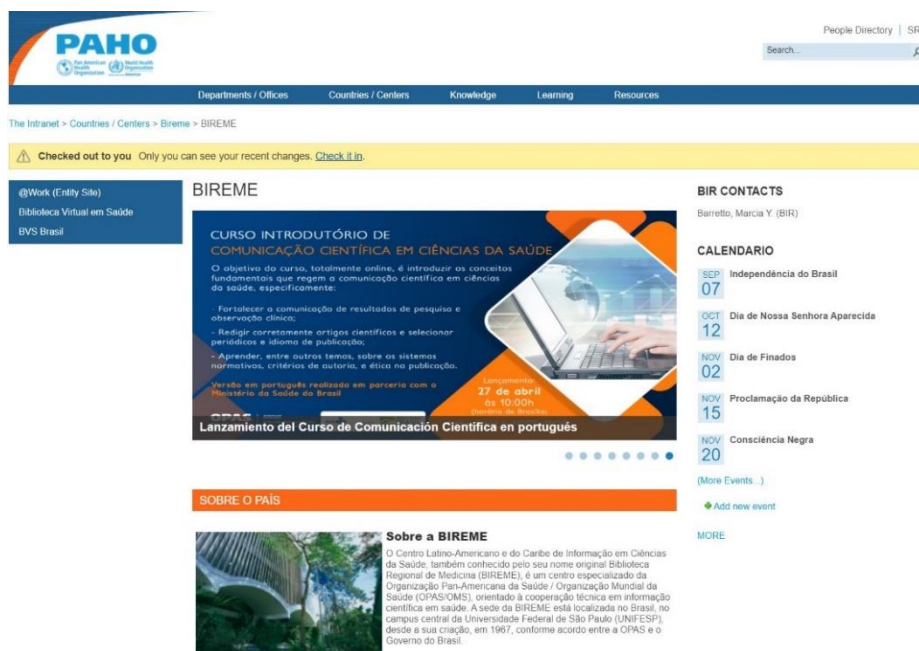 PAHO
Pan American Health Organization
World Health Organization
People Directory | SR
Search...
Departments / Offices
Countries / Centers
Knowledge
Learning
Resources
The Intranet > Countries / Centers > Bireme > BIREME
Checked out to you Only you can see your recent changes. Check it in.
@Work (Entity Site)
Biblioteca Virtual em Saúde
BVS Brasil
BIREME
CURSO INTRODUTÓRIO DE
COMUNICAÇÃO CIENTÍFICA EM CIÊNCIAS DA SAÚDE
O objetivo do curso, totalmente online, é introduzir os conceitos
fundamentais que regem a comunicação científica em ciências
da saúde, especificamente:
- Fortalecer a comunicação de resultados de pesquisa e
observação clínica;
- Redigir corretamente artigos científicos e selecionar
periódicos e idioma de publicação;
- Aprender, entre outros temas, sobre os sistemas
normativos, critérios de autoria, e ética na publicação.
Versão em português realizada em parceria com o
Ministério da Saúde do Brasil
Lançamento:
27 de abril
às 10:00h
(horário de Brasília)
OPAS
Lanzamiento del Curso de Comunicación Científica en portugués
SOBRE O PAÍS
Sobre a BIREME
O Centro Latino-Americano e do Caribe de Informação em Ciências
da Saúde, também conhecido pelo seu nome original Biblioteca
Regional de Medicina (BIREME), é um centro especializado da
Organização Pan-Americana da Saúde / Organização Mundial da
Saúde (OPAS/OMS), orientado à cooperação técnica em informação
científica em saúde. A sede da BIREME está localizada no Brasil, no
campus central da Universidade Federal de São Paulo (UNIFESP),
desde a sua criação, em 1967, conforme acordo entre a OPAS e o
Governo do Brasil.
BIR CONTACTS
Barretto, Marcia Y. (BIR)
CALENDARIO
SEP
07
Independência do Brasil
OCT
12
Dia de Nossa Senhora Aparecida
NOV
02
Dia de Finados
NOV
15
Proclamação da República
NOV
20
Consciência Negra
(More Events...)
Add new event
MORE